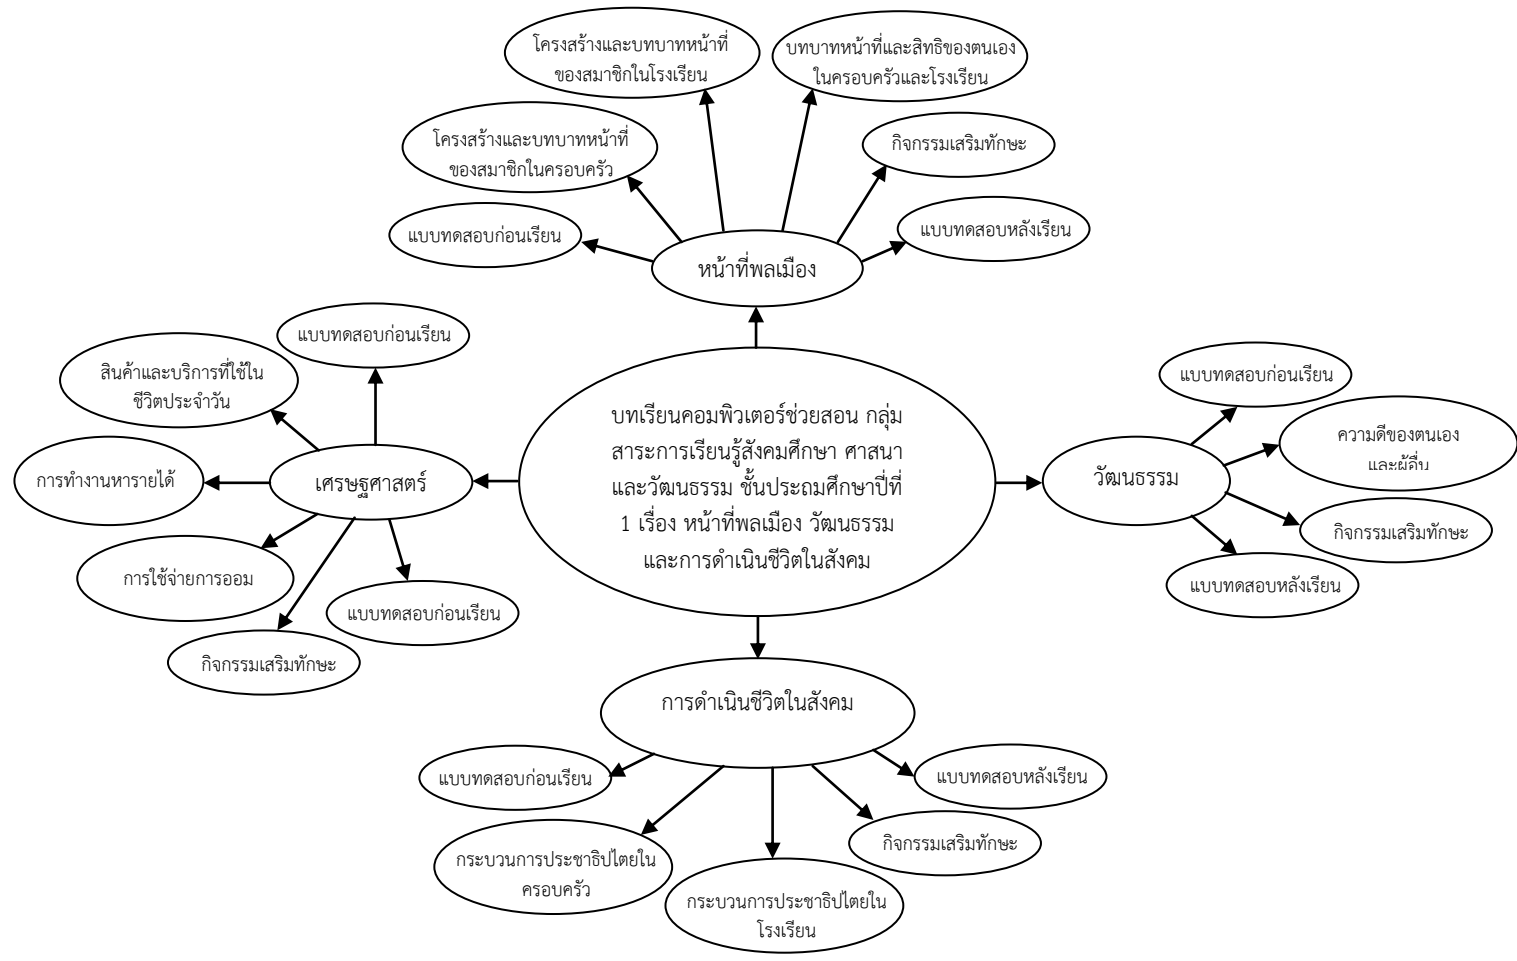 โครงสร้างและบทบาทหน้าที่
ของสมาชิกในโรงเรียน
บทบาทหน้าที่และสิทธิของตนเอง
ในครอบครัวและโรงเรียน
โครงสร้างและบทบาทหน้าที่
ของสมาชิกในครอบครัว
กิจกรรมเสริมทักษะ
แบบทดสอบก่อนเรียน
แบบทดสอบหลังเรียน
หน้าที่พลเมือง
แบบทดสอบก่อนเรียน
สินค้าและบริการที่ใช้ใน
ชีวิตประจำวัน
การทำงานหารายได้
เศรษฐศาสตร์
การใช้จ่ายการออม
แบบทดสอบก่อนเรียน
กิจกรรมเสริมทักษะ
บทเรียนคอมพิวเตอร์ช่วยสอน กลุ่ม
สาระการเรียนรู้สังคมศึกษา ศาสนา
และวัฒนธรรม ชั้นประถมศึกษาปีที่
1 เรื่อง หน้าที่พลเมือง วัฒนธรรม
และการดำเนินชีวิตในสังคม
แบบทดสอบก่อนเรียน
ความดีของตนเอง
และผู้อื่น
วัฒนธรรม
กิจกรรมเสริมทักษะ
แบบทดสอบหลังเรียน
การดำเนินชีวิตในสังคม
แบบทดสอบก่อนเรียน
แบบทดสอบหลังเรียน
กระบวนการประชาธิปไตยใน
ครอบครัว
กิจกรรมเสริมทักษะ
กระบวนการประชาธิปไตยใน
โรงเรียน